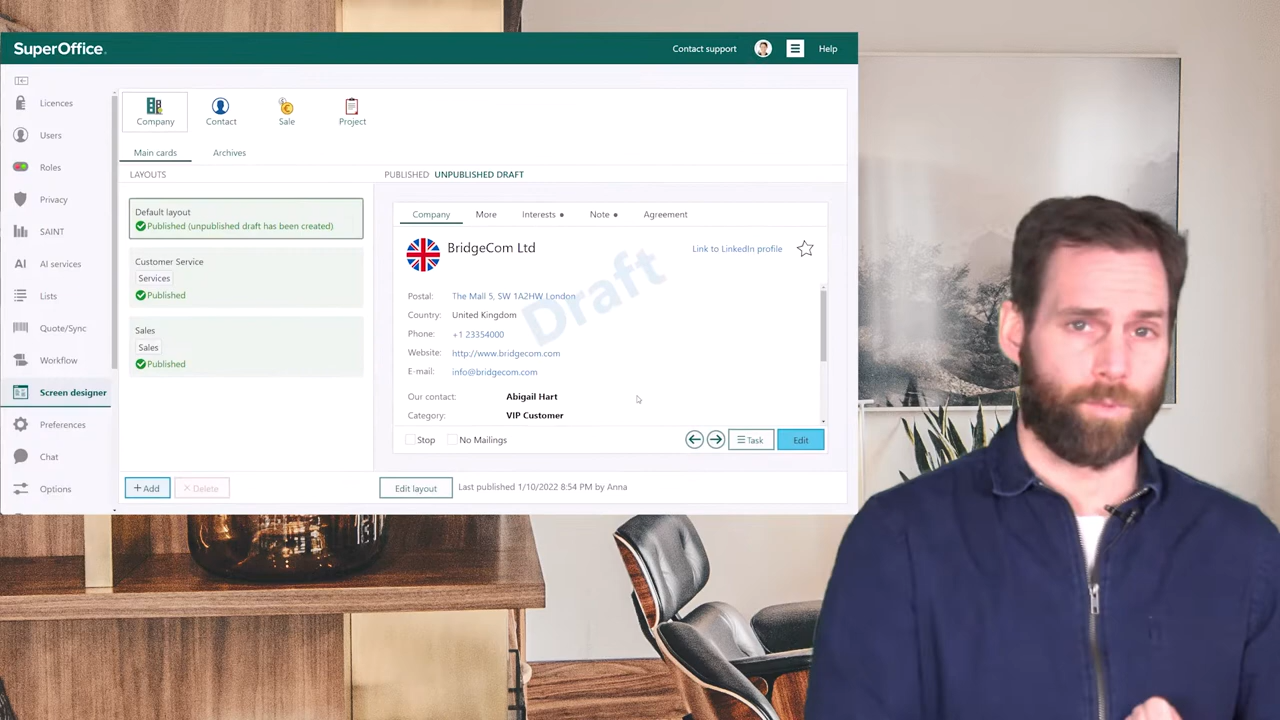 SuperOffice.
Contact support
Help
Licences
Users
Roles
Privacy
SAINT
AI
AI services
Lists
Quote/Sync
Workflow
Screen designer
Preferences
Chat
Options
Company
Contact
Sale
Project
Main cards
Archives
LAYOUTS
Default layout
Published (unpublished draft has been created)
Customer Service
Services
Published
Sales
Sales
Published
+ Add
× Delete
PUBLISHED UNPUBLISHED DRAFT
Company More Interests • Note • Agreement
BridgeCom Ltd
Link to LinkedIn profile
Draft
Postal: The Mall 5, SW 1A2HW London
Country: United Kingdom
Phone: +1 23354000
Website: http://www.bridgecom.com
E-mail: info@bridgecom.com
Our contact: Abigail Hart
Category: VIP Customer
Stop No Mailings
Task
Edit
Edit layout
Last published 1/10/2022 8:54 PM by Anna